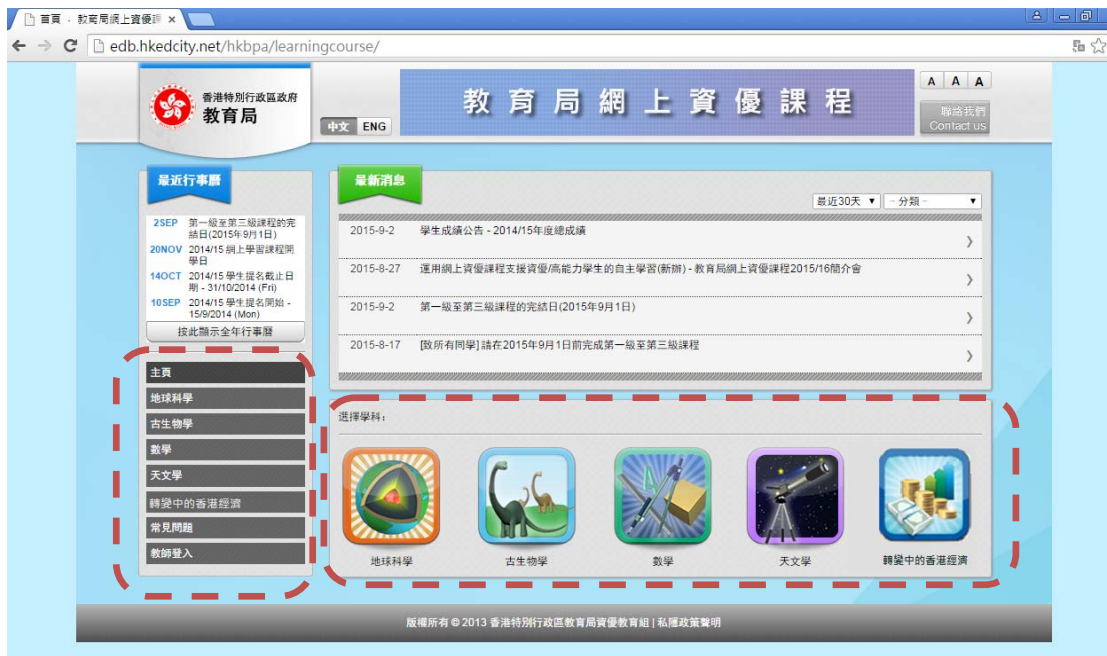 首頁 - 教育局網上資優課
edb.hkedcity.net/hkbpa/learningcourse/
香港特別行政區政府
教育局
中文 ENG
教育局網上資優課程
A A A
聯絡我們
Contact us
最近行事曆
2SEP 第一級至第三級課程的完
結日(2015年9月1日)
20NOV 2014/15 網上學習課程開
學日
14OCT 2014/15 學生提名截止日
期 - 31/10/2014 (Fri)
10SEP 2014/15 學生提名開始 -
15/9/2014 (Mon)
按此顯示全年行事曆
主頁
地球科學
古生物學
數學
天文學
轉變中的香港經濟
常見問題
教師登入
最新消息
最近30天 - 分類 -
2015-9-2 學生成績公告 - 2014/15年度總成績
2015-8-27 運用網上資優課程支援資優/高能力學生的自主學習(新辦) - 教育局網上資優課程2015/16簡介會
2015-9-2 第一級至第三級課程的完結日(2015年9月1日)
2015-8-17 [致所有同學] 請在2015年9月1日前完成第一級至第三級課程
選擇學科:
地球科學 古生物學 數學 天文學 轉變中的香港經濟
版權所有 © 2013 香港特別行政區教育局資優教育組 | 私隱政策聲明